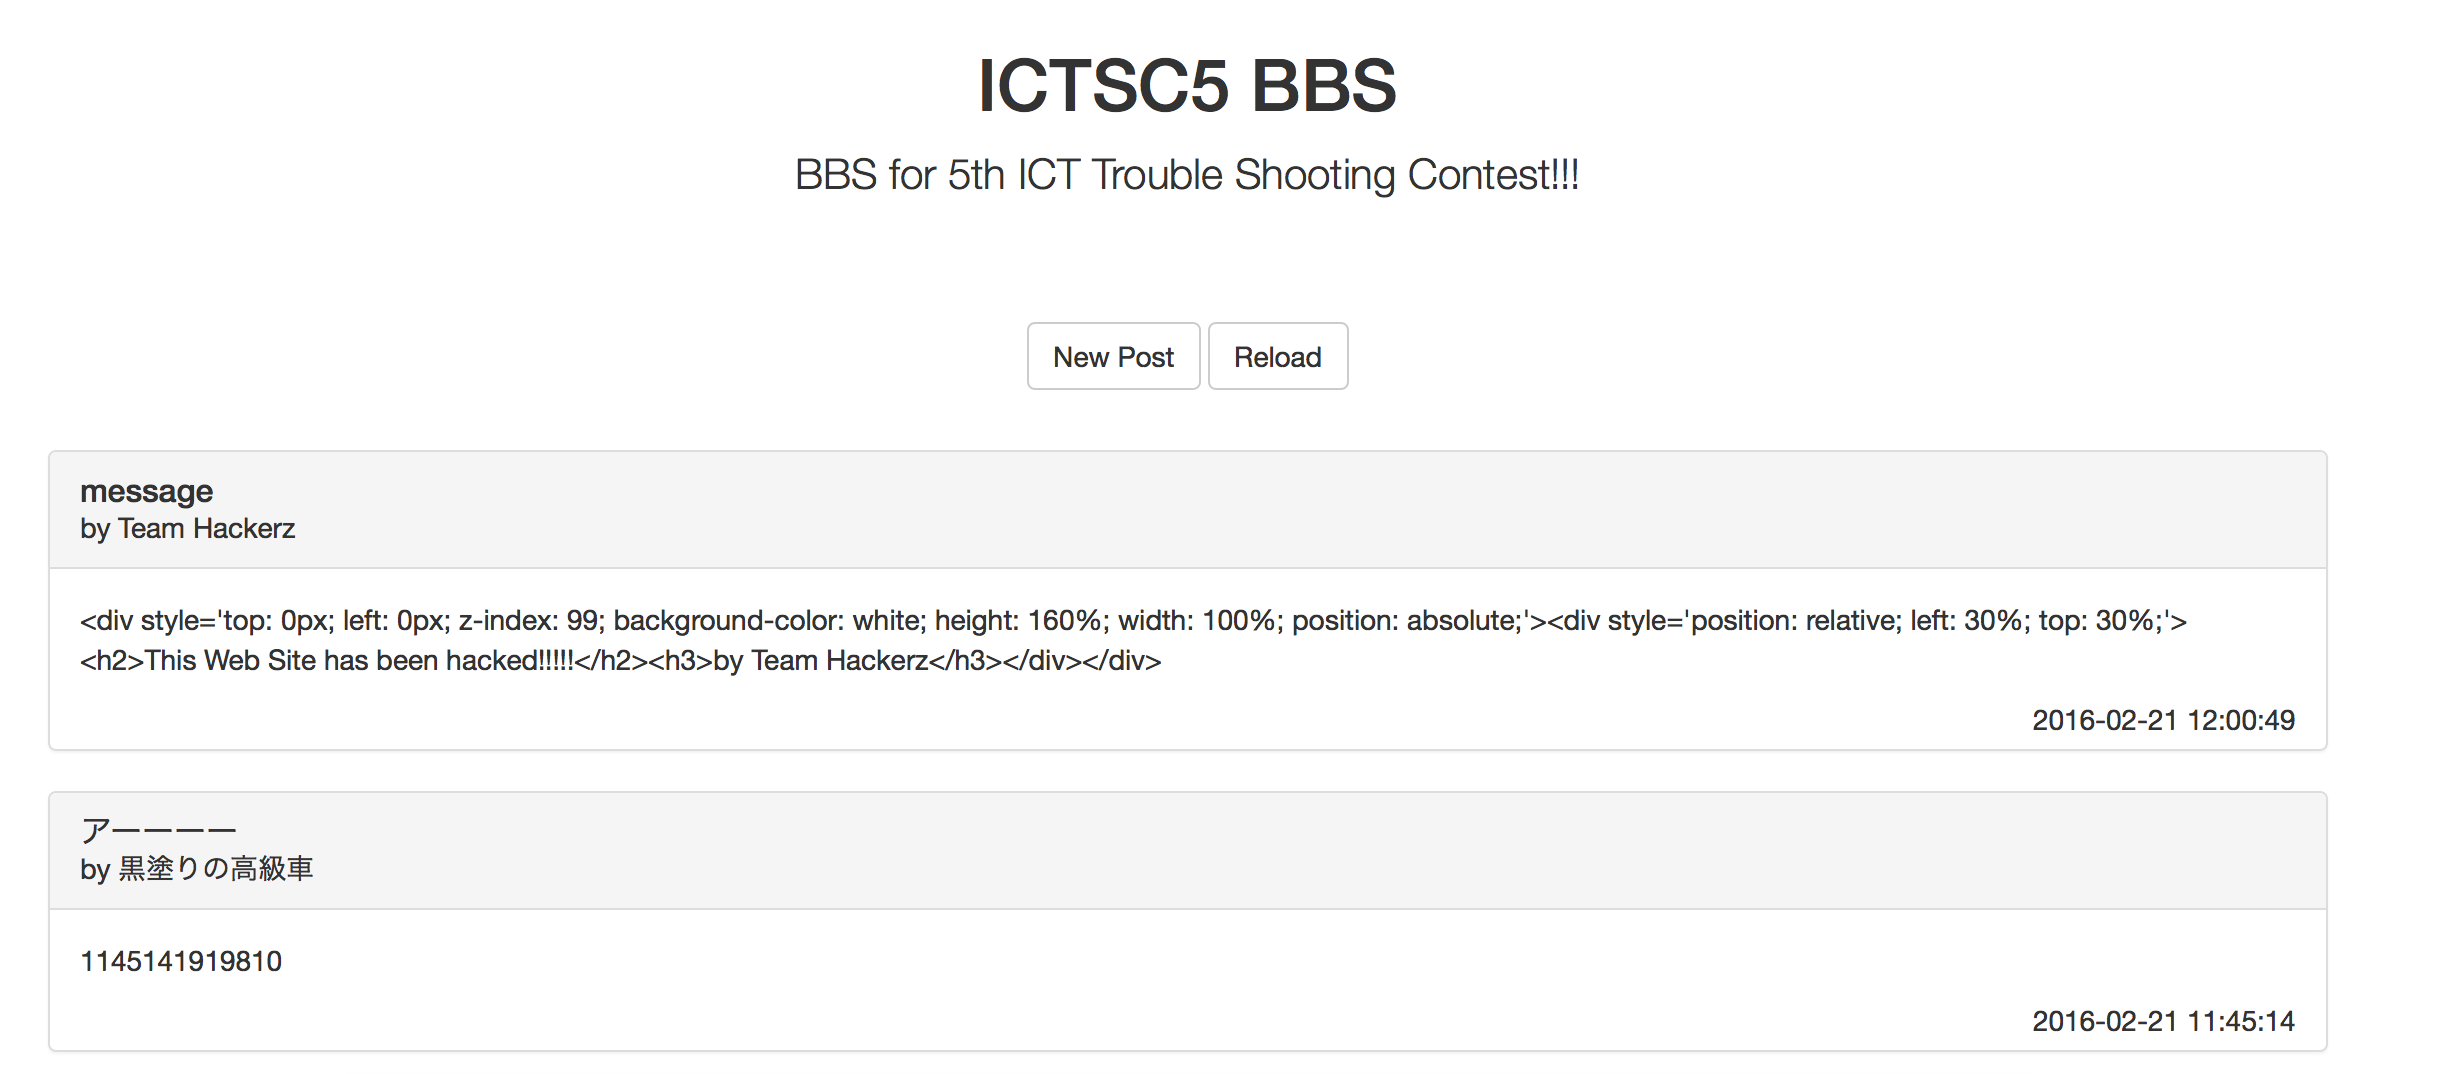 ICTSC5 BBS
BBS for 5th ICT Trouble Shooting Contest!!!
New Post
Reload
message
by Team Hackerz
<div style='top: 0px; left: 0px; z-index: 99; background-color: white; height: 160%; width: 100%; position: absolute;'><div style='position: relative; left: 30%; top: 30%;'>
<h2>This Web Site has been hacked!!!!!</h2><h3>by Team Hackerz</h3></div></div>
2016-02-21 12:00:49
アーーーー
by 黒塗りの高級車
1145141919810
2016-02-21 11:45:14